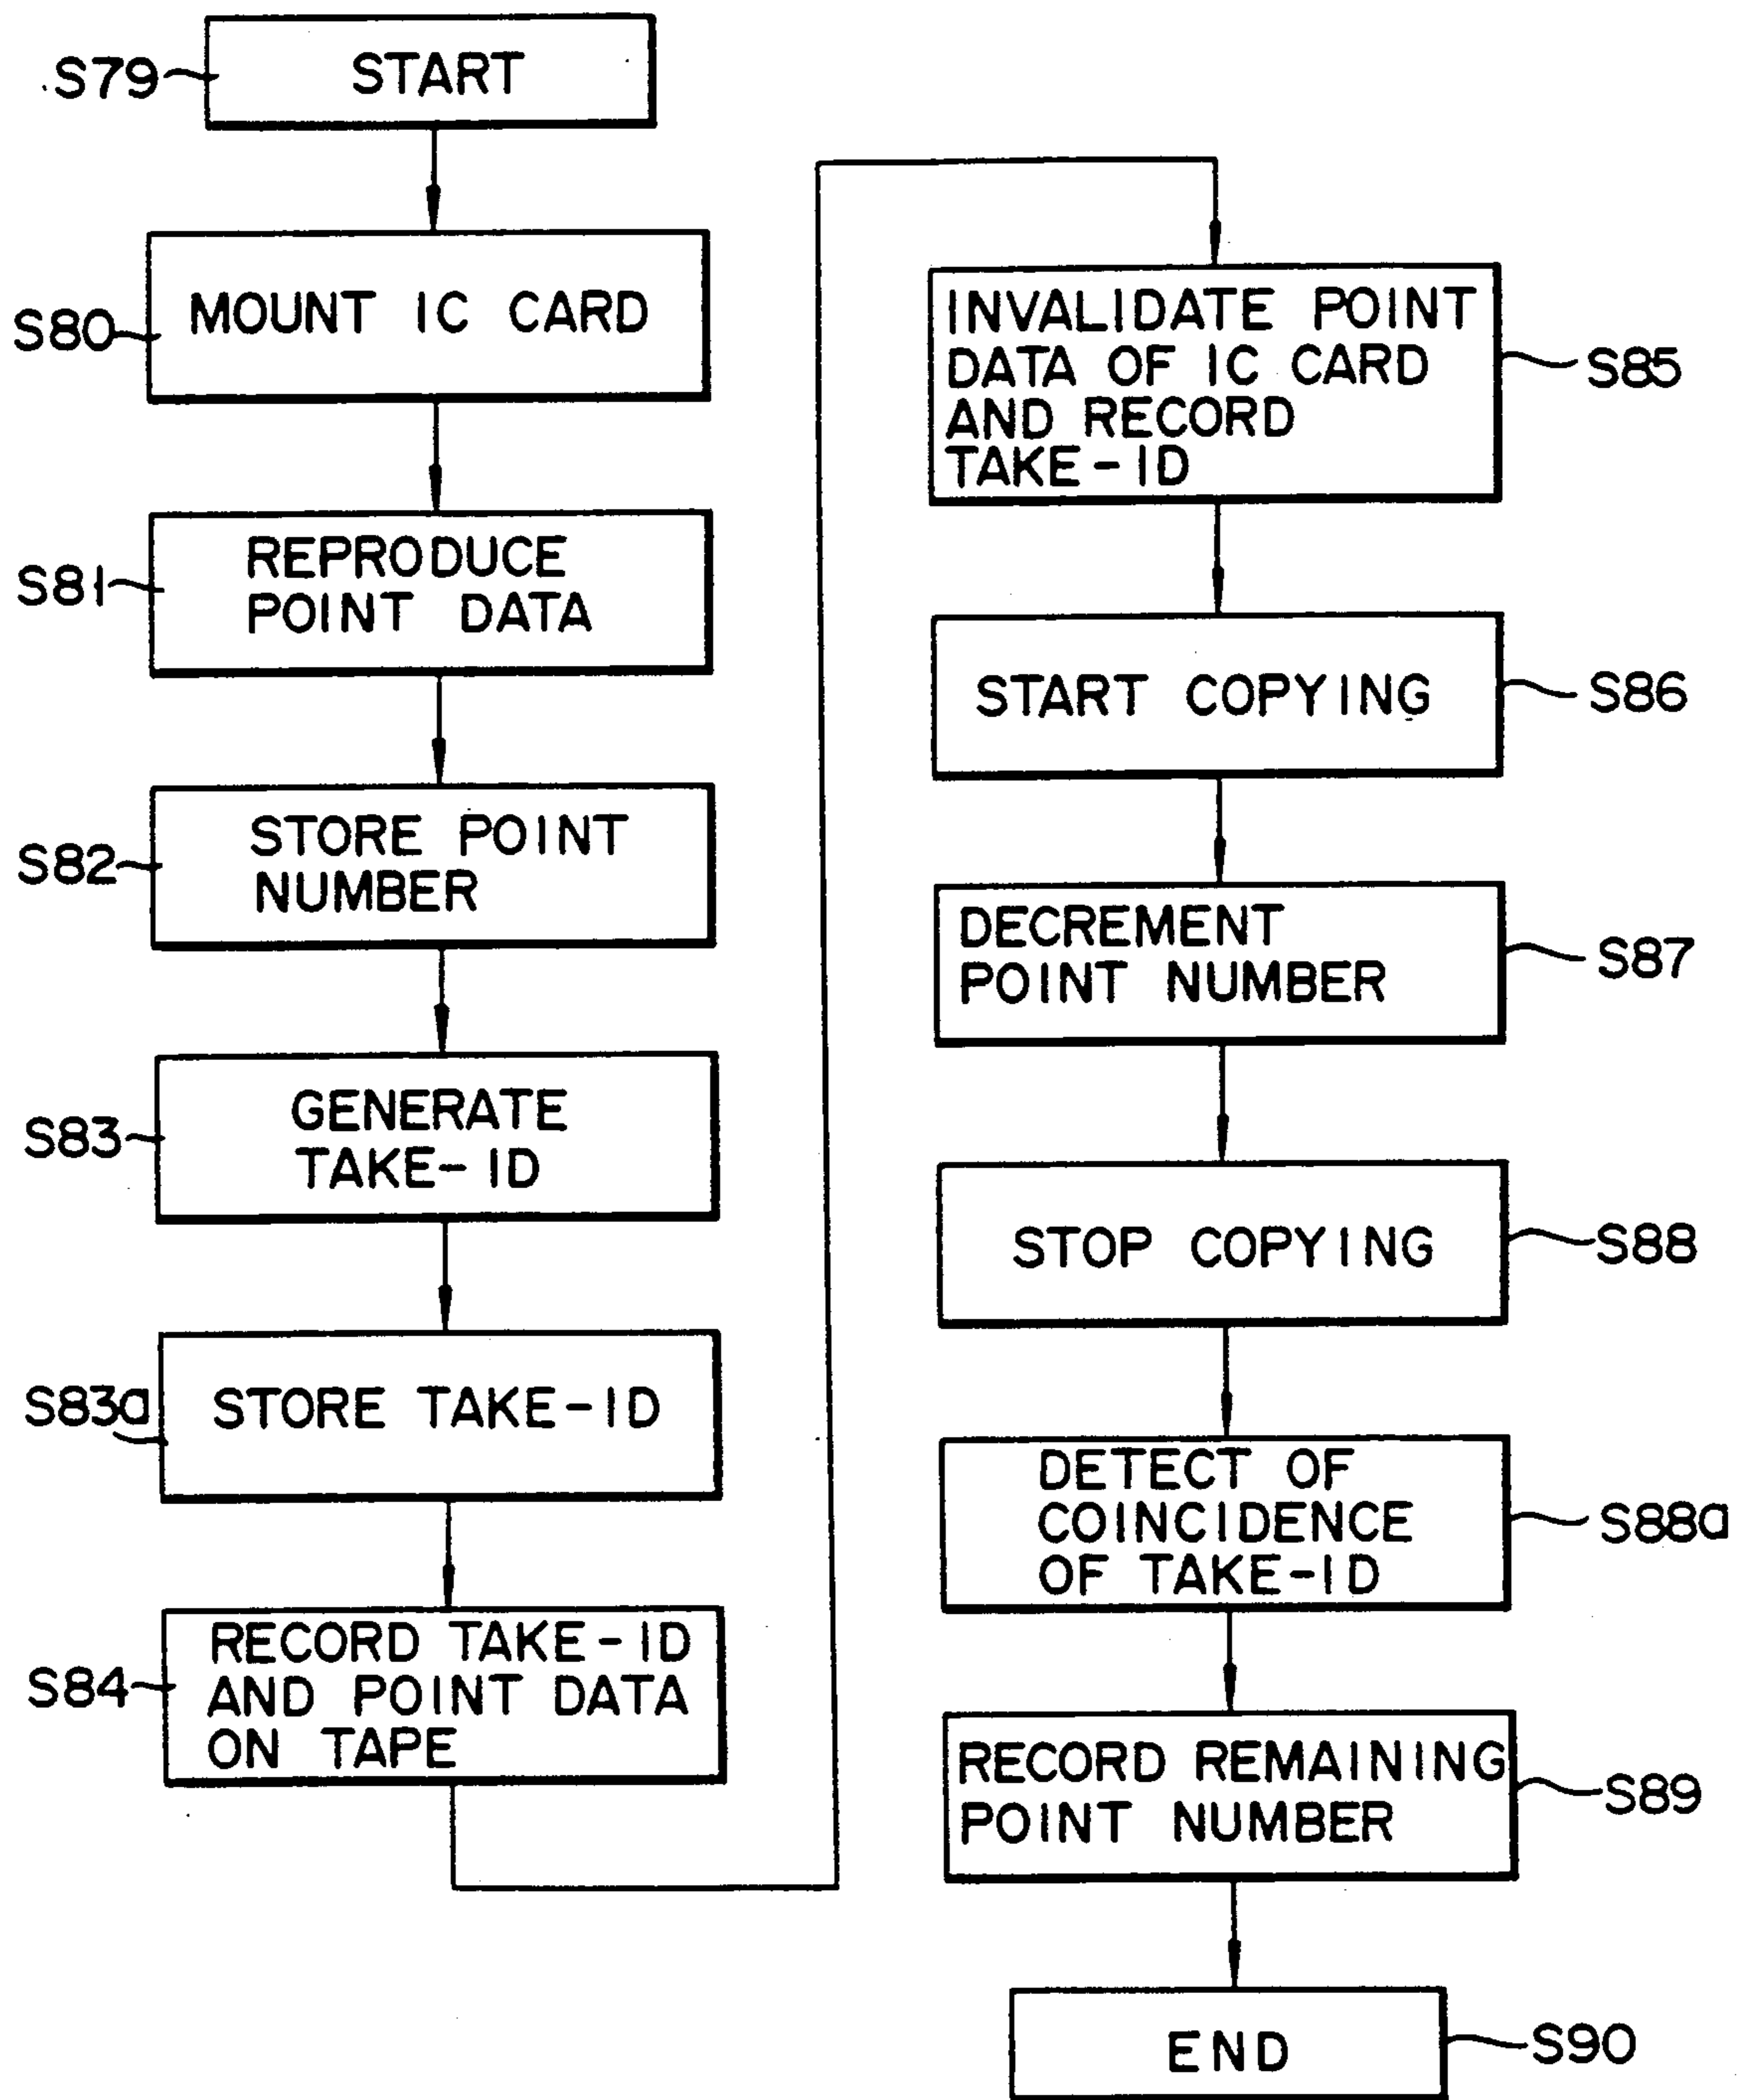 S79
START
S80
MOUNT IC CARD
S81
REPRODUCE
POINT DATA
S82
STORE POINT
NUMBER
S83
GENERATE
TAKE-ID
S83a
STORE TAKE-ID
S84
RECORD TAKE-ID
AND POINT DATA
ON TAPE
INVALIDATE POINT
DATA OF IC CARD
AND RECORD
TAKE-ID
S85
START COPYING
S86
DECREMENT
POINT NUMBER
S87
STOP COPYING
S88
DETECT OF
COINCIDENCE
OF TAKE-ID
S88a
RECORD REMAINING
POINT NUMBER
S89
END
S90